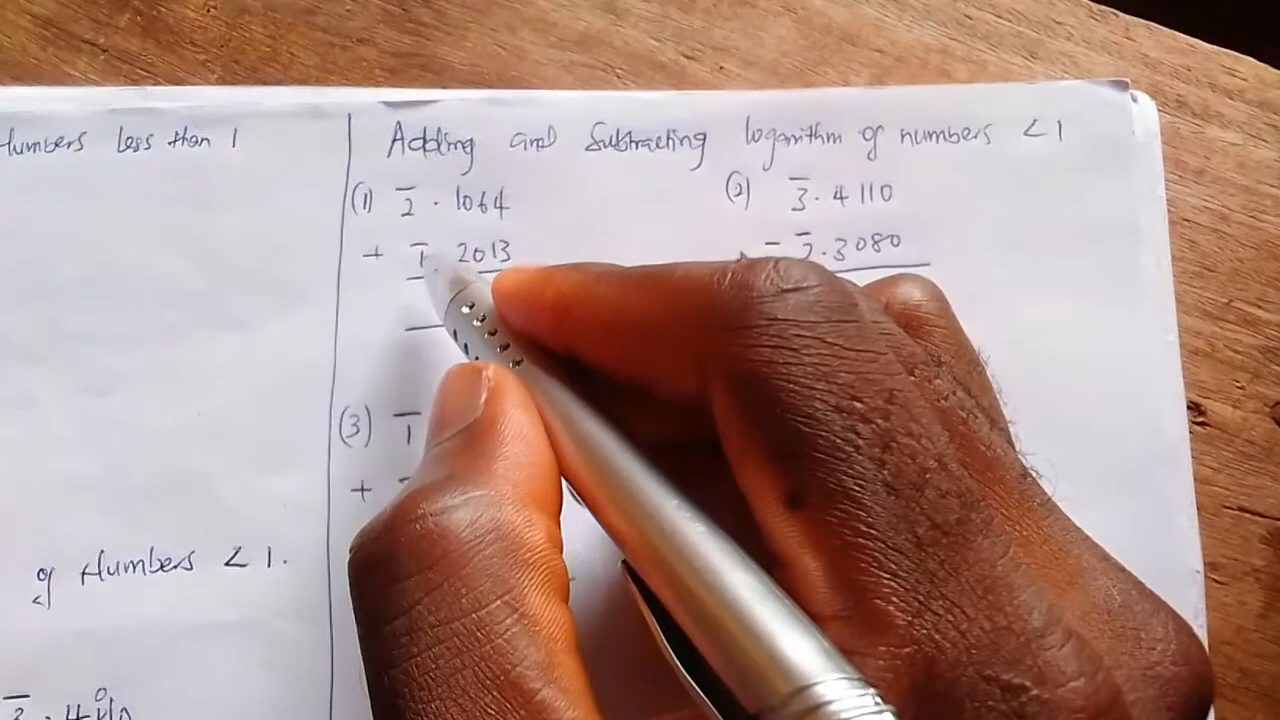 Numbers Less than 1
Adding and Subtracting logarithm of numbers < 1
(1) 2̅ . 1064
+ 1̅ . 2013
(2) 3̅ . 4110
- 2̅ . 3080
(3) 1̅
+
of Numbers < 1.